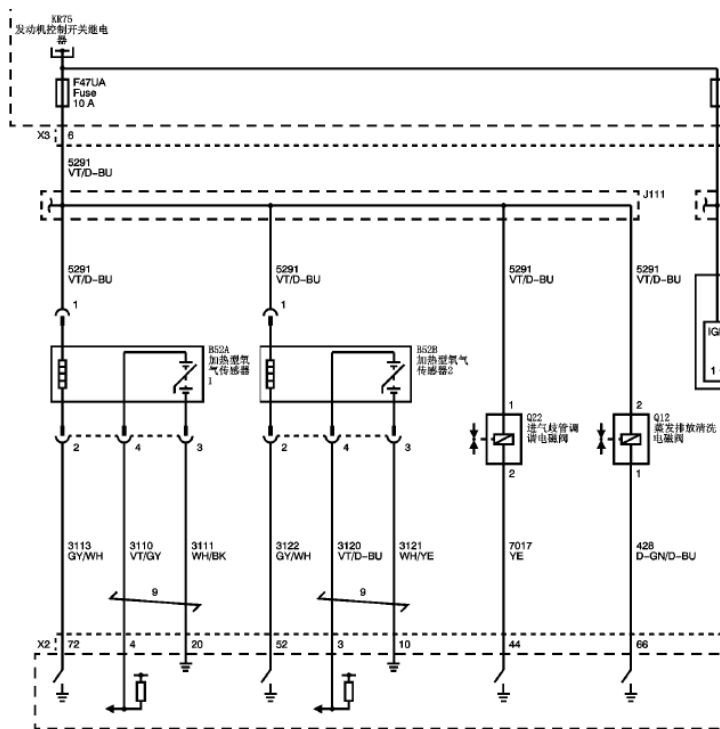 KR75
发动机控制开关继电
器
F47UA
Fuse
10 A
X3 6
5291
VT/D-BU
J111
5291
VT/D-BU
5291
VT/D-BU
5291
VT/D-BU
5291
VT/D-BU
1
1
B52A
加热型氧
气传感器
1
B52B
加热型氧
气传感器2
IGN
1
1
Q22
进气歧管调
谐电磁阀
2
2
Q12
蒸发排放清洗
电磁阀
1
2 4 3 2 4 3
3113
GY/WH
3110
VT/GY
3111
WH/BK
3122
GY/WH
3120
VT/D-BU
3121
WH/YE
7017
YE
428
D-GN/D-BU
9 9
X2 72 4 20 52 3 10 44 66